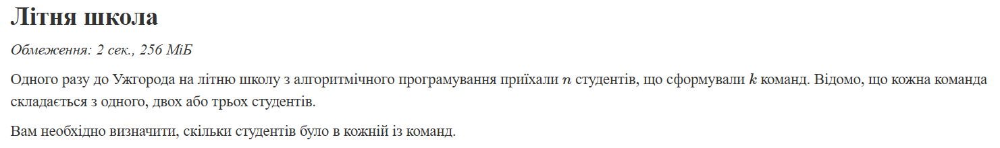 Літня школа
Обмеження: 2 сек., 256 МіБ
Одного разу до Ужгорода на літню школу з алгоритмічного програмування приїхали n студентів, що сформували k команд. Відомо, що кожна команда
складається з одного, двох або трьох студентів.
Вам необхідно визначити, скільки студентів було в кожній із команд.